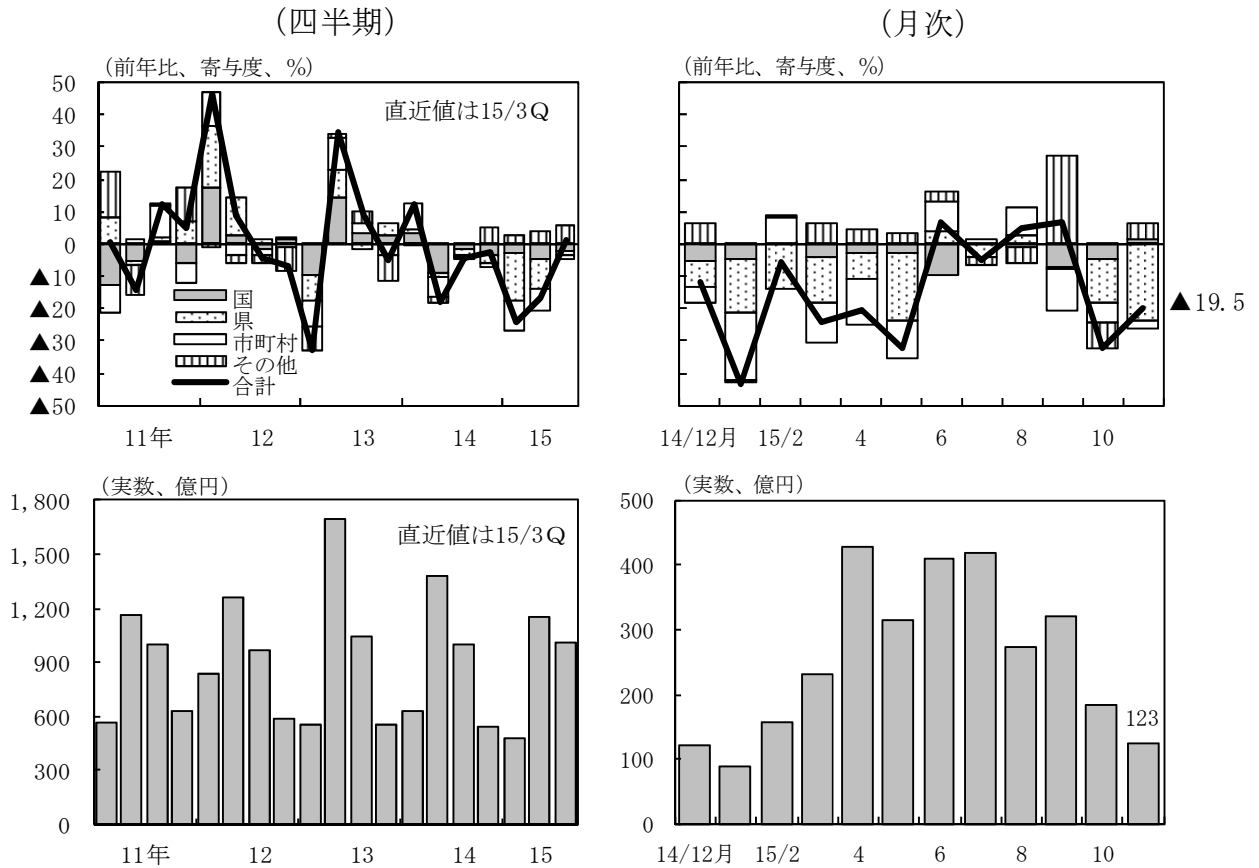 (四半期)
(前年比、寄与度、%)
直近値は15/3Q
50
40
30
20
10
0
▲10
▲20
▲30
▲40
▲50
国
県
市町村
その他
合計
11年 12 13 14 15
(月次)
(前年比、寄与度、%)
▲19.5
14/12月 15/2 4 6 8 10
(実数、億円)
直近値は15/3Q
1,800
1,500
1,200
900
600
300
0
11年 12 13 14 15
(実数、億円)
500
400
300
200
100
0
123
14/12月 15/2 4 6 8 10